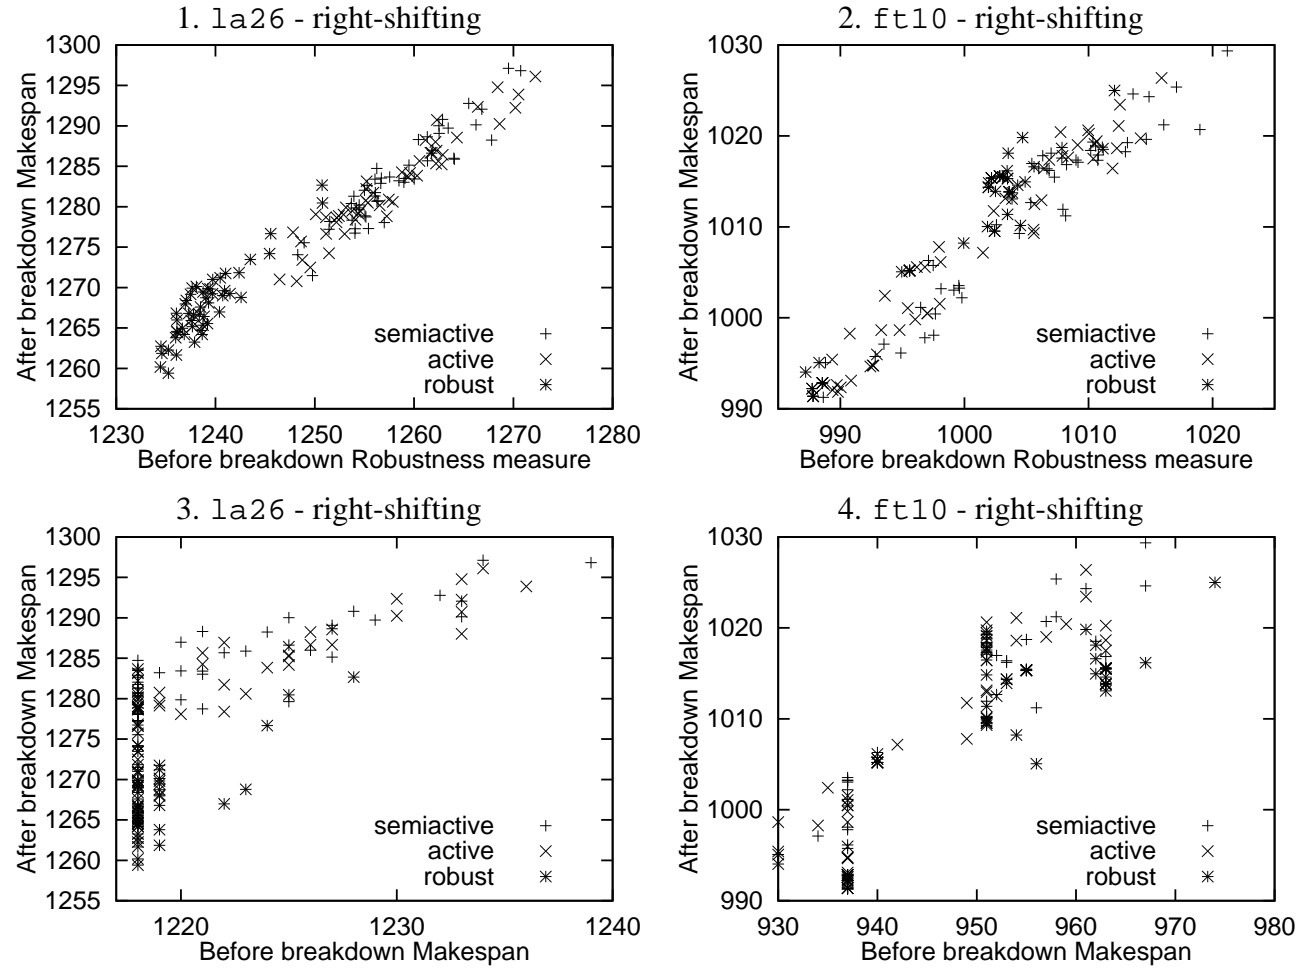 1. la26 - right-shifting
After breakdown Makespan
1300
1295
1290
1285
1280
1275
1270
1265
1260
1255
semiactive
active
robust
1230 1240 1250 1260 1270 1280
Before breakdown Robustness measure
2. ft10 - right-shifting
After breakdown Makespan
1030
1020
1010
1000
990
semiactive
active
robust
990 1000 1010 1020
Before breakdown Robustness measure
3. la26 - right-shifting
After breakdown Makespan
1300
1295
1290
1285
1280
1275
1270
1265
1260
1255
semiactive
active
robust
1220 1230 1240
Before breakdown Makespan
4. ft10 - right-shifting
After breakdown Makespan
1030
1020
1010
1000
990
semiactive
active
robust
930 940 950 960 970 980
Before breakdown Makespan